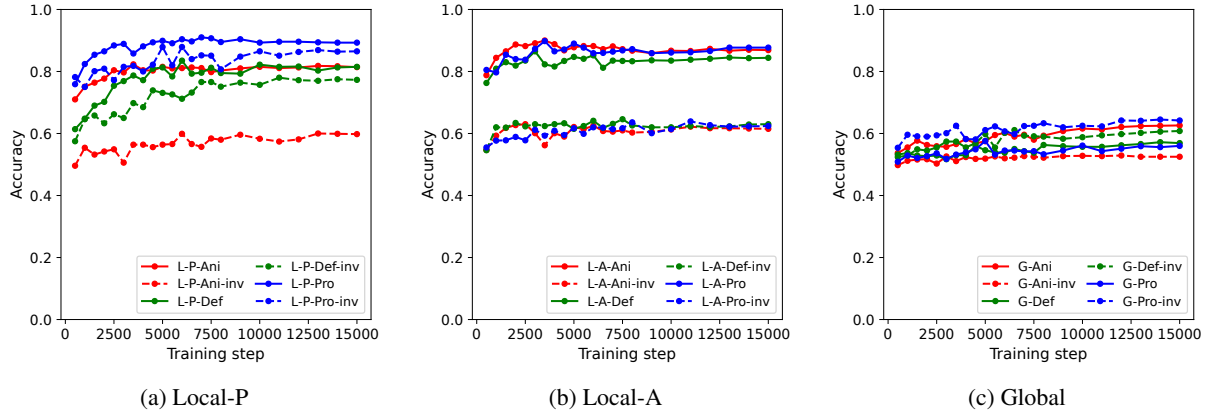 1.0
0.8
0.6
0.4
0.2
0.0
Accuracy
0 2500 5000 7500 10000 12500 15000
Training step
L-P-Ani
L-P-Ani-inv
L-P-Def
L-P-Def-inv
L-P-Pro
L-P-Pro-inv
(a) Local-P
1.0
0.8
0.6
0.4
0.2
0.0
Accuracy
0 2500 5000 7500 10000 12500 15000
Training step
L-A-Ani
L-A-Ani-inv
L-A-Def
L-A-Def-inv
L-A-Pro
L-A-Pro-inv
(b) Local-A
1.0
0.8
0.6
0.4
0.2
0.0
Accuracy
0 2500 5000 7500 10000 12500 15000
Training step
G-Ani
G-Ani-inv
G-Def
G-Def-inv
G-Pro
G-Pro-inv
(c) Global